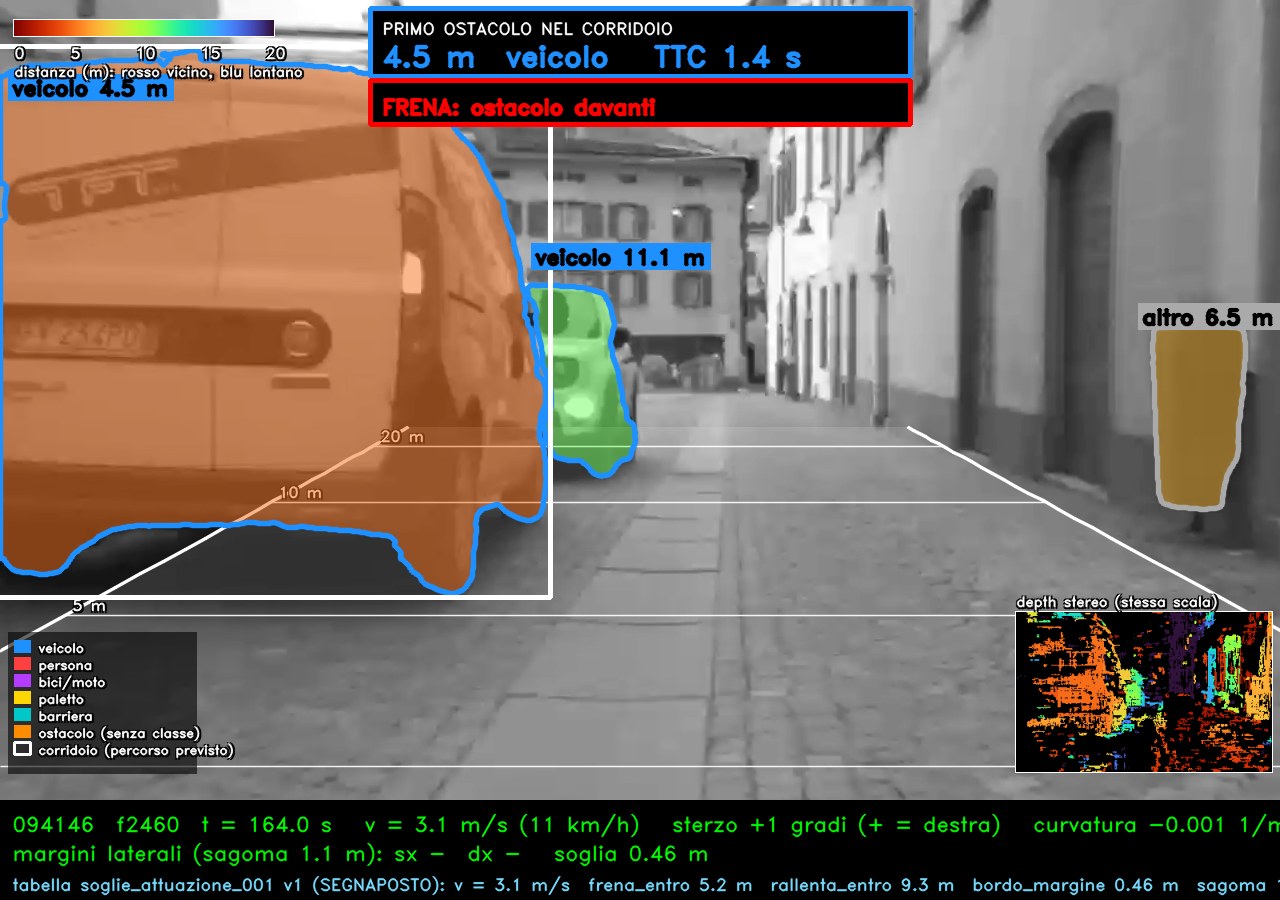 0 5 10 15 20
distanza (m): rosso vicino, blu lontano
veicolo 4.5 m
PRIMO OSTACOLO NEL CORRIDOIO
4.5 m veicolo TTC 1.4 s
FRENA: ostacolo davanti
TPT
veicolo 11.1 m
altro 6.5 m
20 m
10 m
5 m
depth stereo (stessa scala)
veicolo
persona
bici/moto
paletto
barriera
ostacolo (senza classe)
corridoio (percorso previsto)
094146 f2460 t = 164.0 s v = 3.1 m/s (11 km/h) sterzo +1 gradi (+ = destra) curvatura −0.001 1/m
margini laterali (sagoma 1.1 m): sx − dx − soglia 0.46 m
tabella soglie_attuazione_001 v1 (SEGNAPOSTO): v = 3.1 m/s frena_entro 5.2 m rallenta_entro 9.3 m bordo_margine 0.46 m sagoma